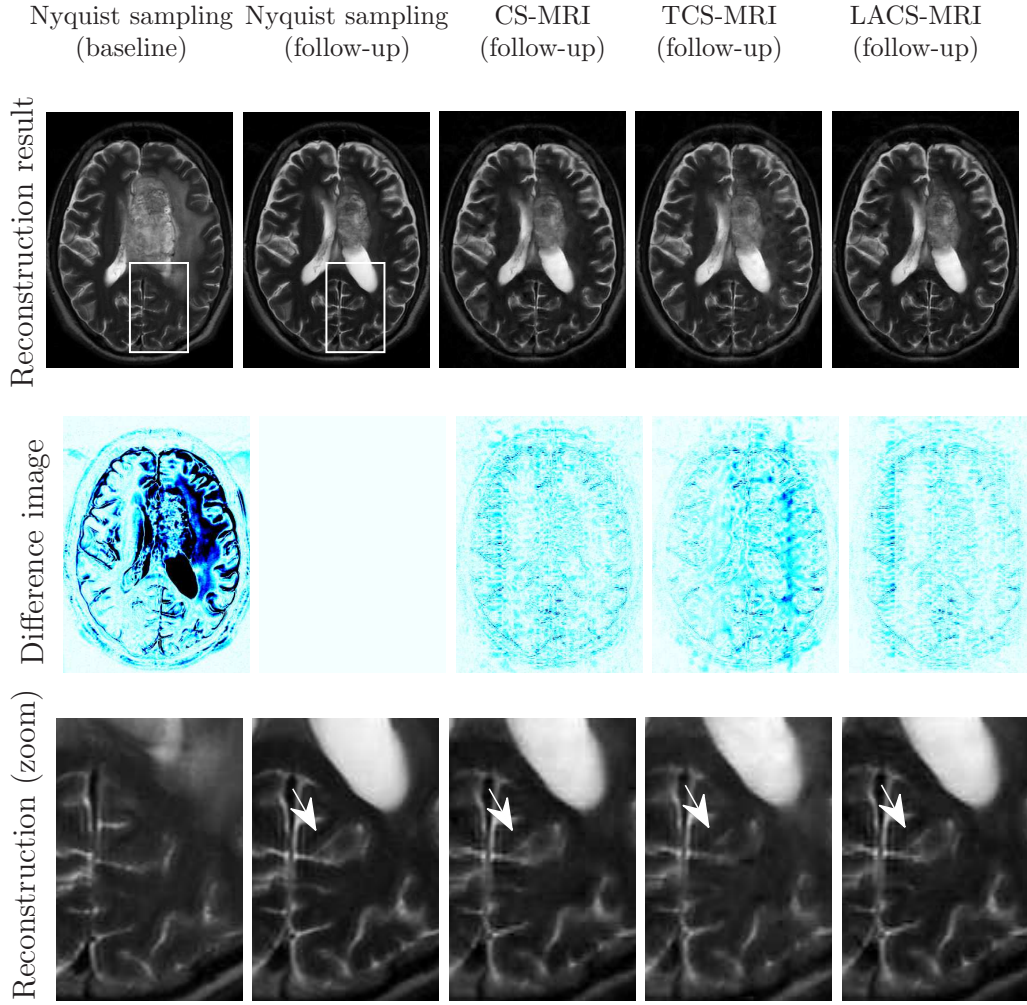 Nyquist sampling
(baseline)
Nyquist sampling
(follow-up)
CS-MRI
(follow-up)
TCS-MRI
(follow-up)
LACS-MRI
(follow-up)
Reconstruction result
Difference image
Reconstruction (zoom)